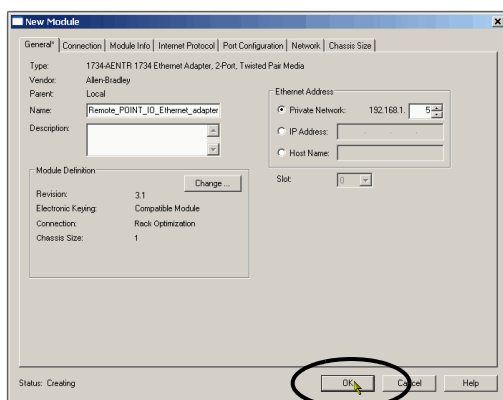 New Module
General* Connection Module Info Internet Protocol Port Configuration Network Chassis Size
Type: 1734-AENTR 1734 Ethernet Adapter, 2-Port, Twisted Pair Media
Vendor: Allen-Bradley
Parent: Local
Name: Remote_POINT_IO_Ethernet_adapter
Description:
Ethernet Address
Private Network: 192.168.1. 5
IP Address:
Host Name:
Slot: 0
Module Definition
Change ...
Revision: 3.1
Electronic Keying: Compatible Module
Connection: Rack Optimization
Chassis Size: 1
Status: Creating
OK Cancel Help